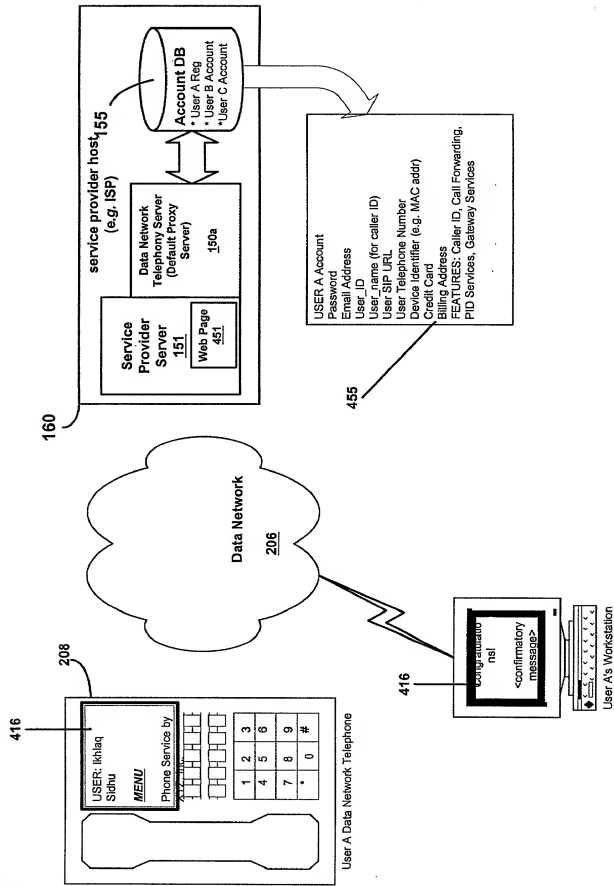 208
416
USER: Ikhlaq
Sidhu
MENU
Phone Service by
1 2 3
4 5 6
7 8 9
* 0 #
User A Data Network Telephone
Data Network
206
416
nsl
<confirmatory
message>
User A's Workstation
160
service provider host
(e.g. ISP)
155
Service
Provider
Server
151
Web Page
451
Data Network
Telephony Server
(Default Proxy
Server)
150a
Account DB
* User A Reg
* User B Account
*User C Account
455
USER A Account
Password
Email Address
User_ID
User_name (for caller ID)
User SIP URL
User Telephone Number
Device Identifier (e.g. MAC addr)
Credit Card
Billing Address
FEATURES: Caller ID, Call Forwarding,
PID Services, Gateway Services